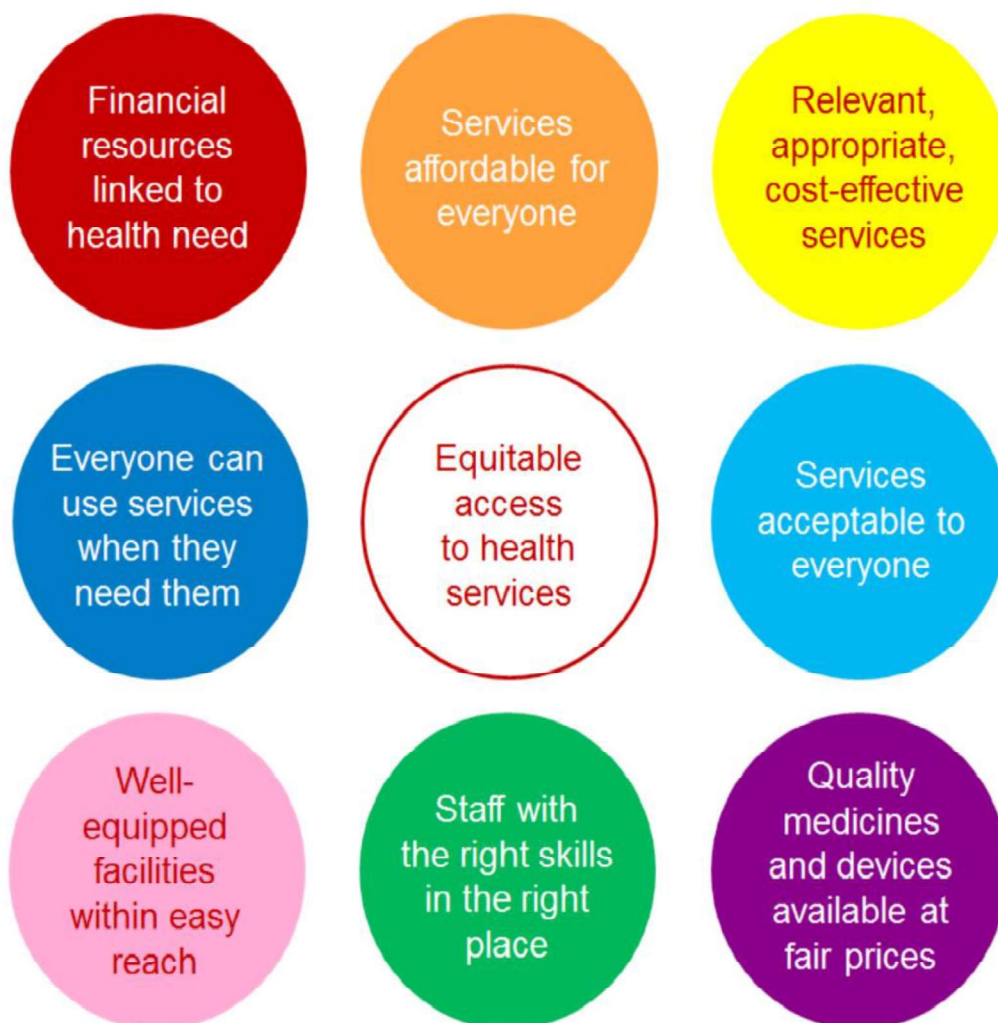 Financial
resources
linked to
health need
Services
affordable for
everyone
Relevant,
appropriate,
cost-effective
services
Everyone can
use services
when they
need them
Equitable
access
to health
services
Services
acceptable to
everyone
Well-
equipped
facilities
within easy
reach
Staff with
the right skills
in the right
place
Quality
medicines
and devices
available at
fair prices